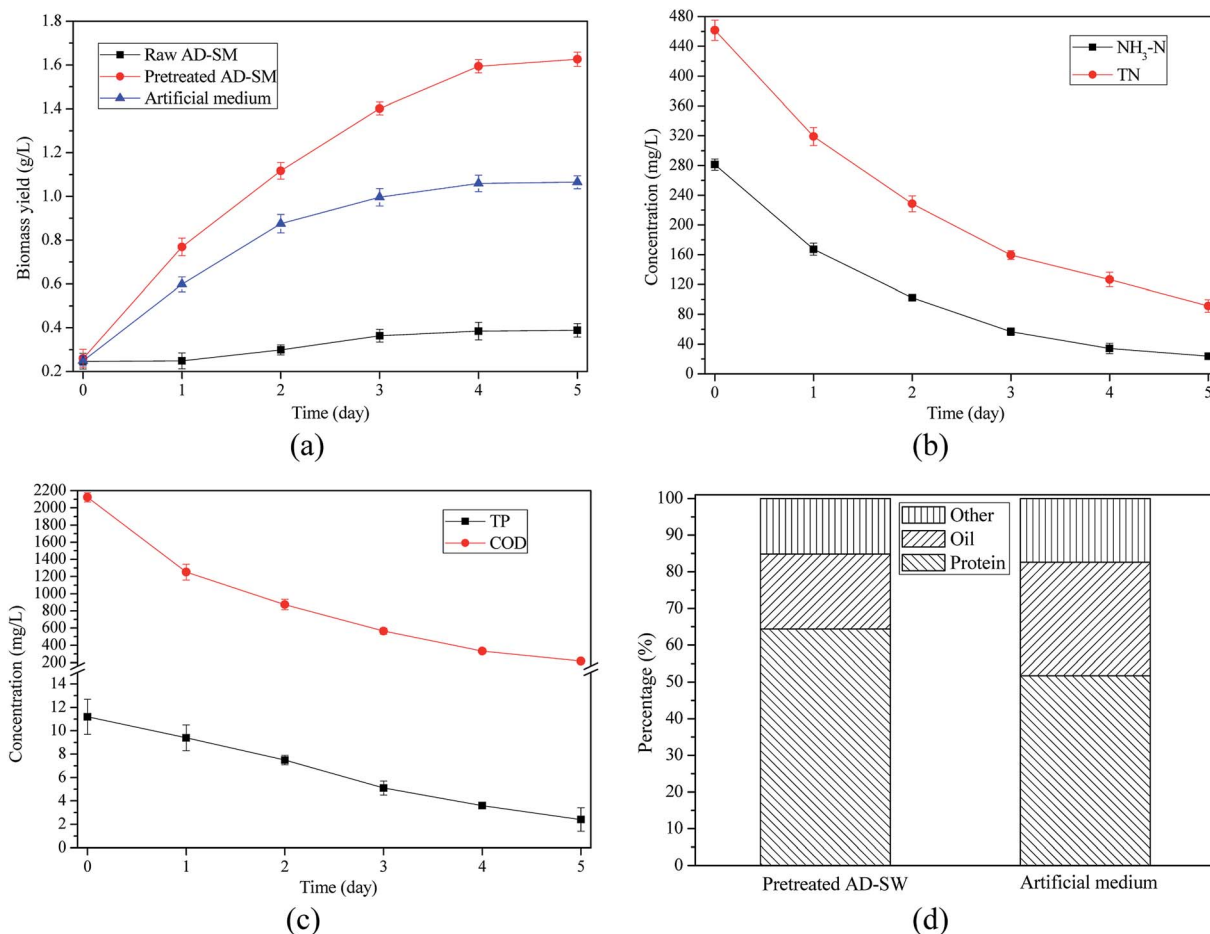 1.8
1.6
1.4
1.2
1.0
0.8
0.6
0.4
0.2
Biomass yield (g/L)
Raw AD-SM
Pretreated AD-SM
Artificial medium
0 1 2 3 4 5
Time (day)
(a)
480
440
400
360
320
280
240
200
160
120
80
40
0
Concentration (mg/L)
NH₃-N
TN
0 1 2 3 4 5
Time (day)
(b)
2200
2000
1800
1600
1400
1200
1000
800
600
400
200
14
12
10
8
6
4
2
0
Concentration (mg/L)
TP
COD
0 1 2 3 4 5
Time (day)
(c)
100
90
80
70
60
50
40
30
20
10
0
Percentage (%)
Other
Oil
Protein
Pretreated AD-SW Artificial medium
(d)